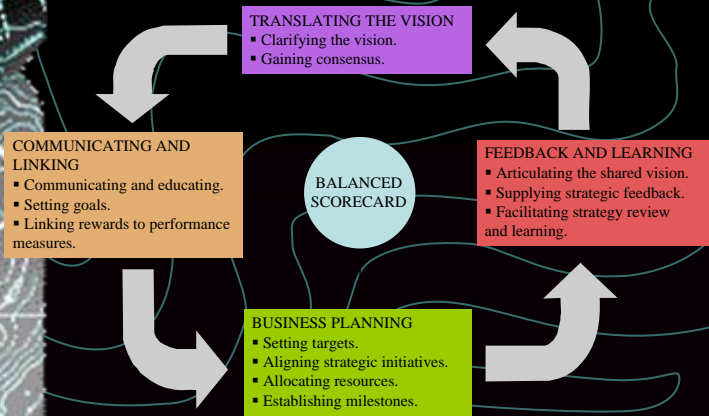 TRANSLATING THE VISION
▪ Clarifying the vision.
▪ Gaining consensus.
COMMUNICATING AND
LINKING
▪ Communicating and educating.
▪ Setting goals.
▪ Linking rewards to performance
measures.
BALANCED
SCORECARD
FEEDBACK AND LEARNING
▪ Articulating the shared vision.
▪ Supplying strategic feedback.
▪ Facilitating strategy review
and learning.
BUSINESS PLANNING
▪ Setting targets.
▪ Aligning strategic initiatives.
▪ Allocating resources.
▪ Establishing milestones.